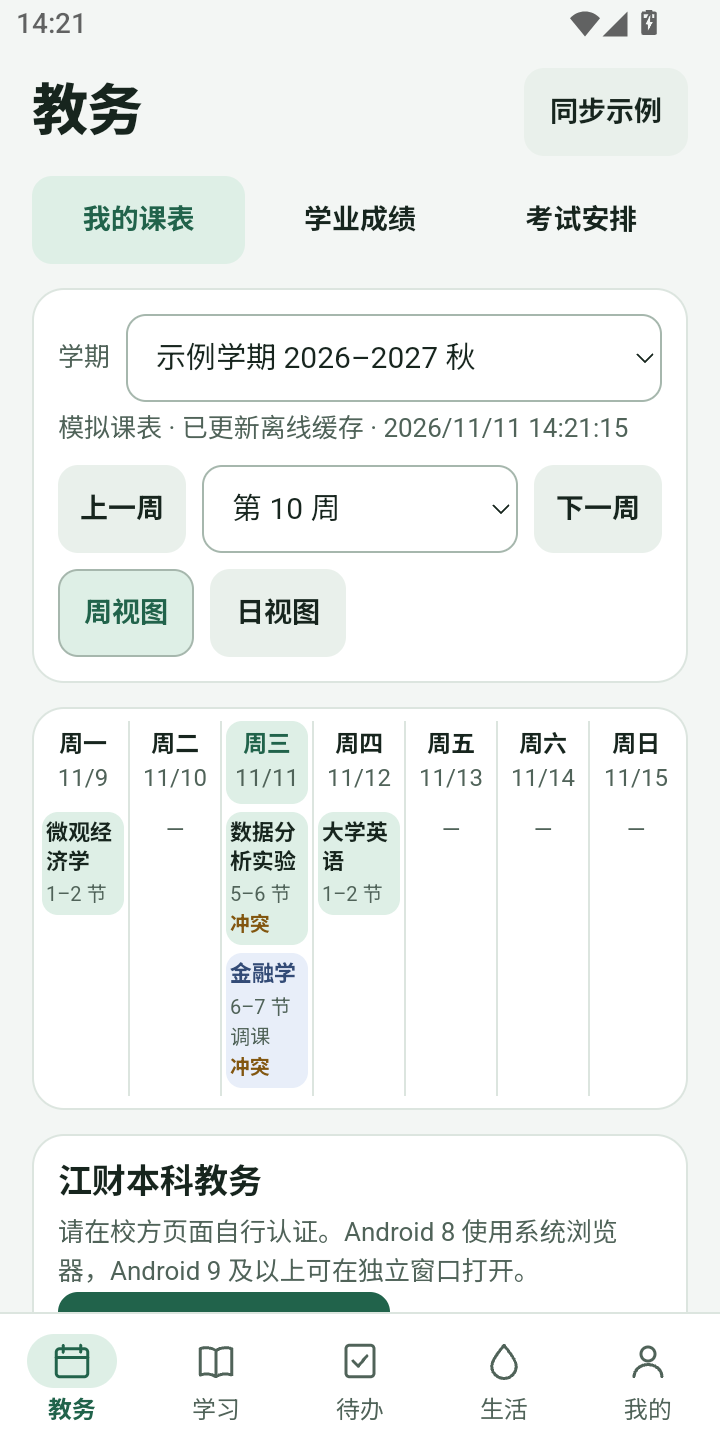 14:21
教务
同步示例
我的课表 学业成绩 考试安排
学期 示例学期 2026–2027 秋
模拟课表 · 已更新离线缓存 · 2026/11/11 14:21:15
上一周 第 10 周 下一周
周视图 日视图
周一 周二 周三 周四 周五 周六 周日
11/9 11/10 11/11 11/12 11/13 11/14 11/15
微观经
济学
1–2 节
—
数据分
析实验
5–6 节
冲突
金融学
6–7 节
调课
冲突
大学英
语
1–2 节
—
—
—
江财本科教务
请在校方页面自行认证。Android 8 使用系统浏览
器，Android 9 及以上可在独立窗口打开。
教务 学习 待办 生活 我的